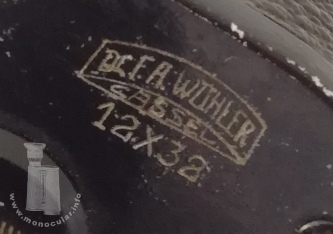 DR. F. A. WÖHLER
CASSEL
12X32
www.monocular.info